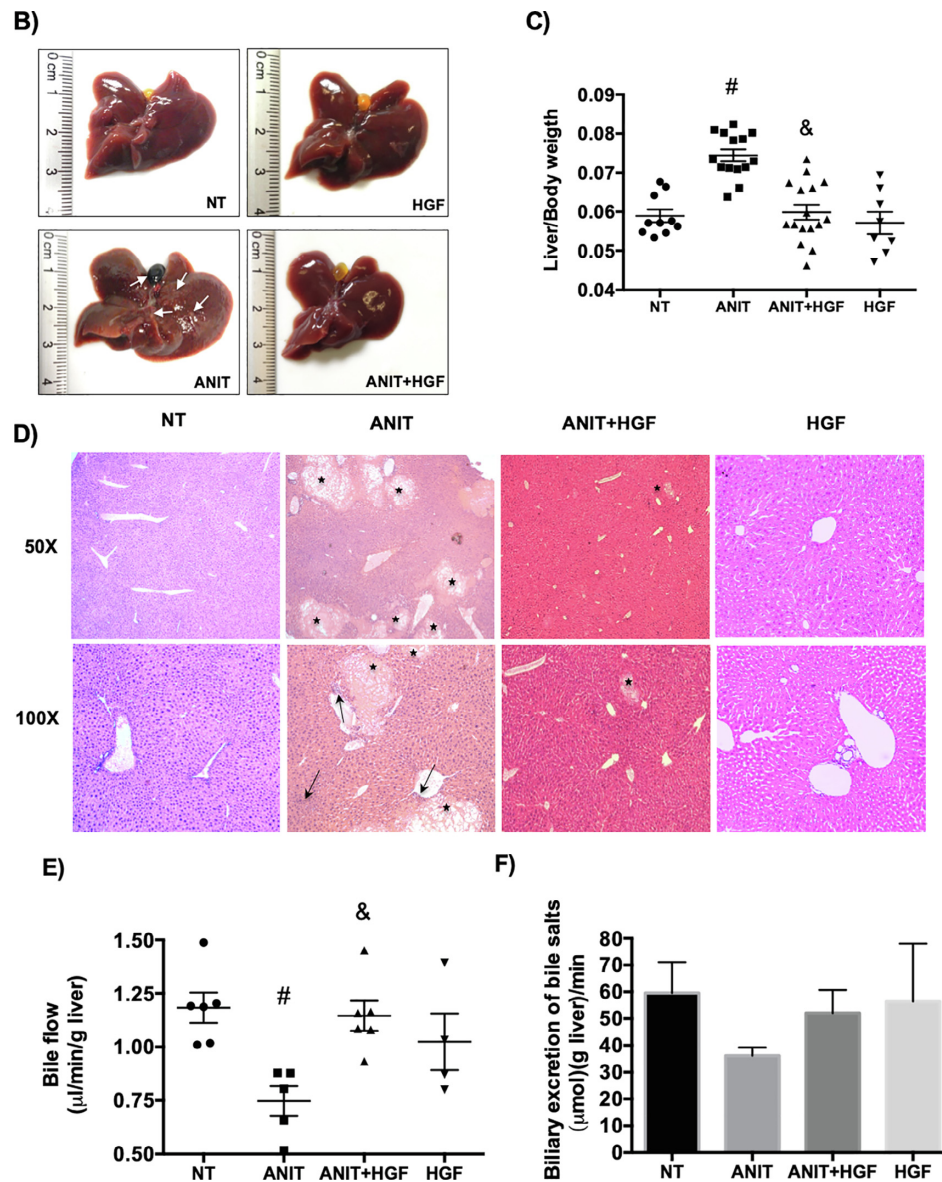 B)
0 cm 1 2 3
NT
0 cm 1 2 3
HGF
0 cm 1 2 3 4
ANIT
0 cm 1 2 3 4
ANIT+HGF
C)
Liver/Body weigth
0.09
0.08
0.07
0.06
0.05
0.04
#
&
NT ANIT ANIT+HGF HGF
D)
NT ANIT ANIT+HGF HGF
50X
100X
E)
Bile flow
(µl/min/g liver)
1.50
1.25
1.00
0.75
0.50
#
&
NT ANIT ANIT+HGF HGF
F)
Biliary excretion of bile salts
(µmol)(g liver)/min
80
70
60
50
40
30
20
10
0
NT ANIT ANIT+HGF HGF